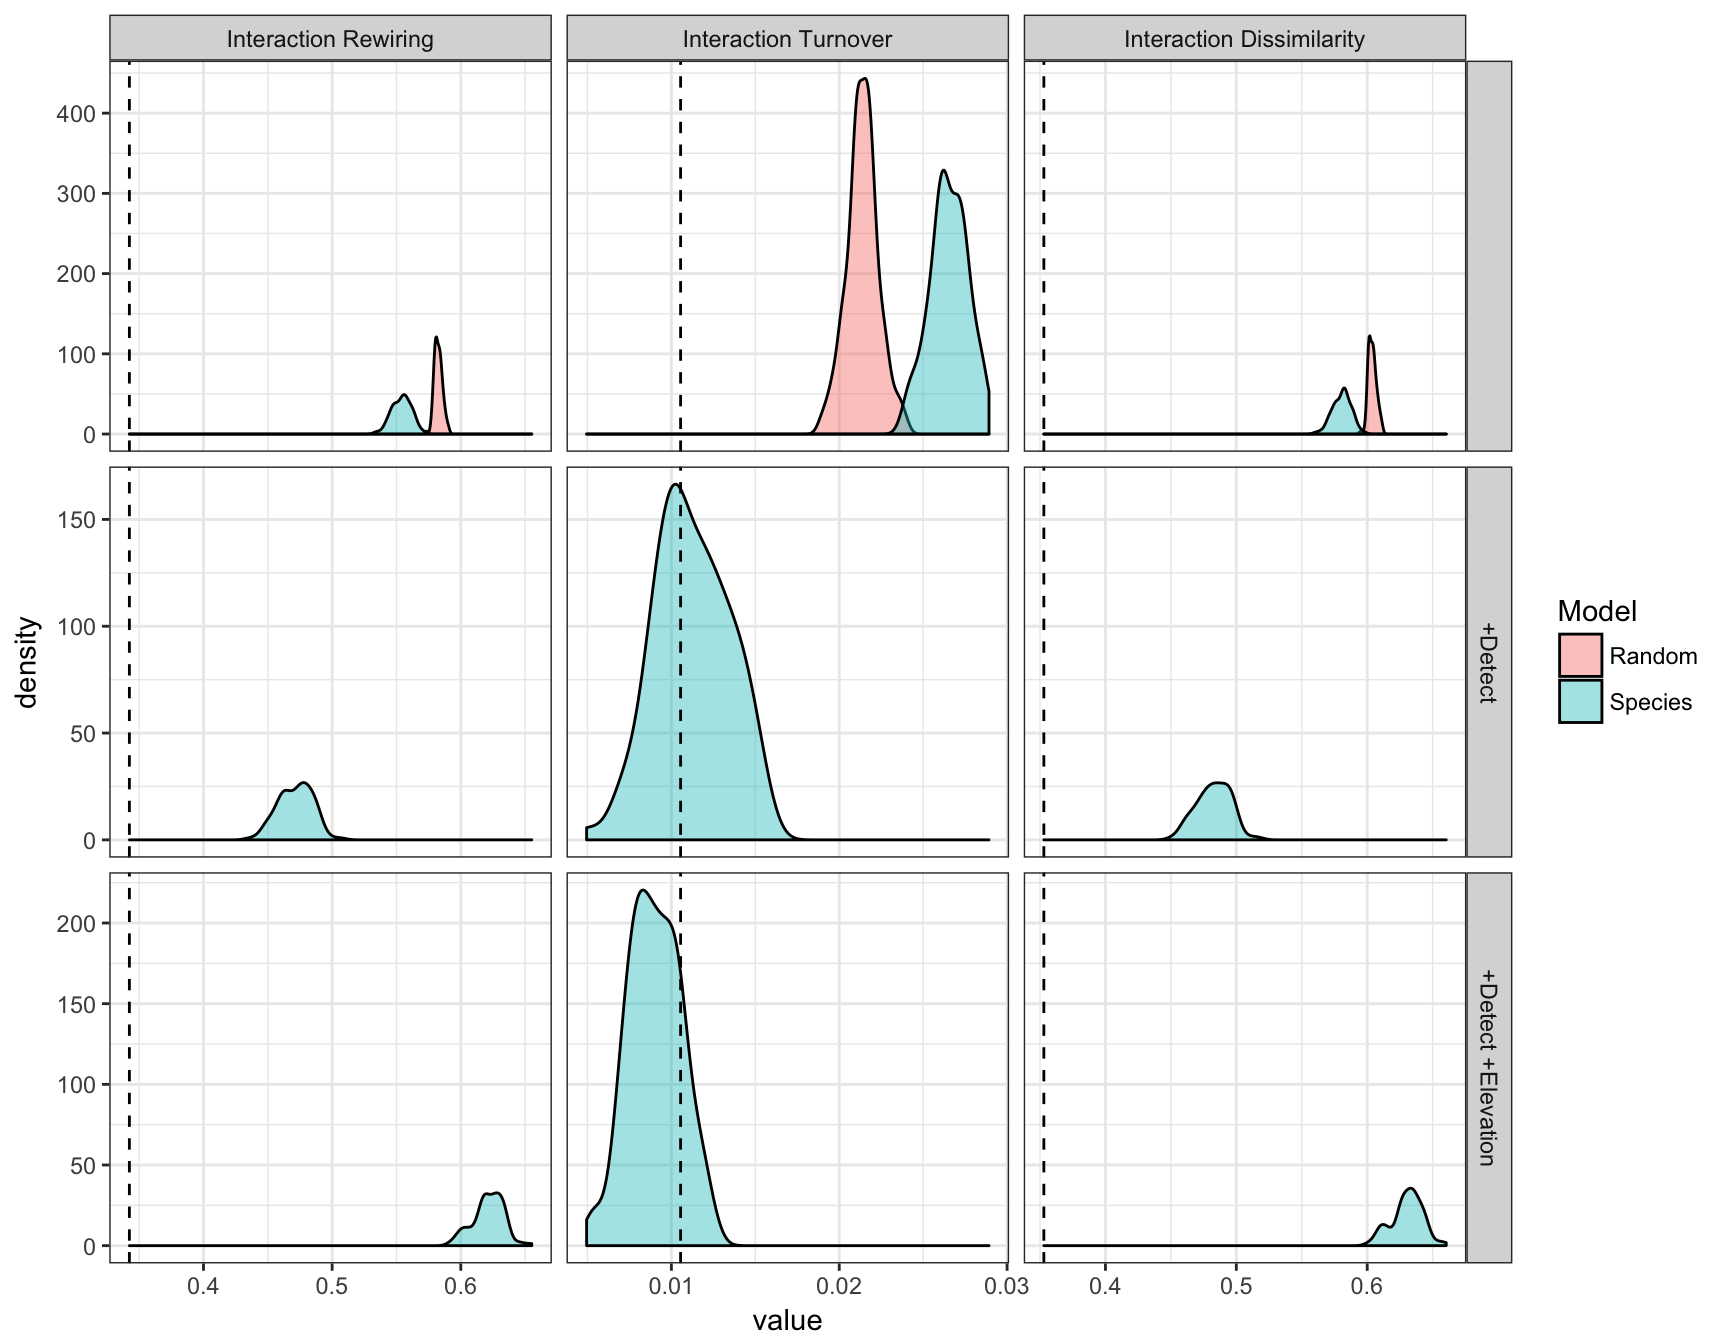 Interaction Rewiring
Interaction Turnover
Interaction Dissimilarity
400
300
200
100
0
150
100
50
0
+Detect
200
150
100
50
0
+Detect +Elevation
0.4
0.5
0.6
0.01
0.02
0.03
0.4
0.5
0.6
value
density
Model
Random
Species